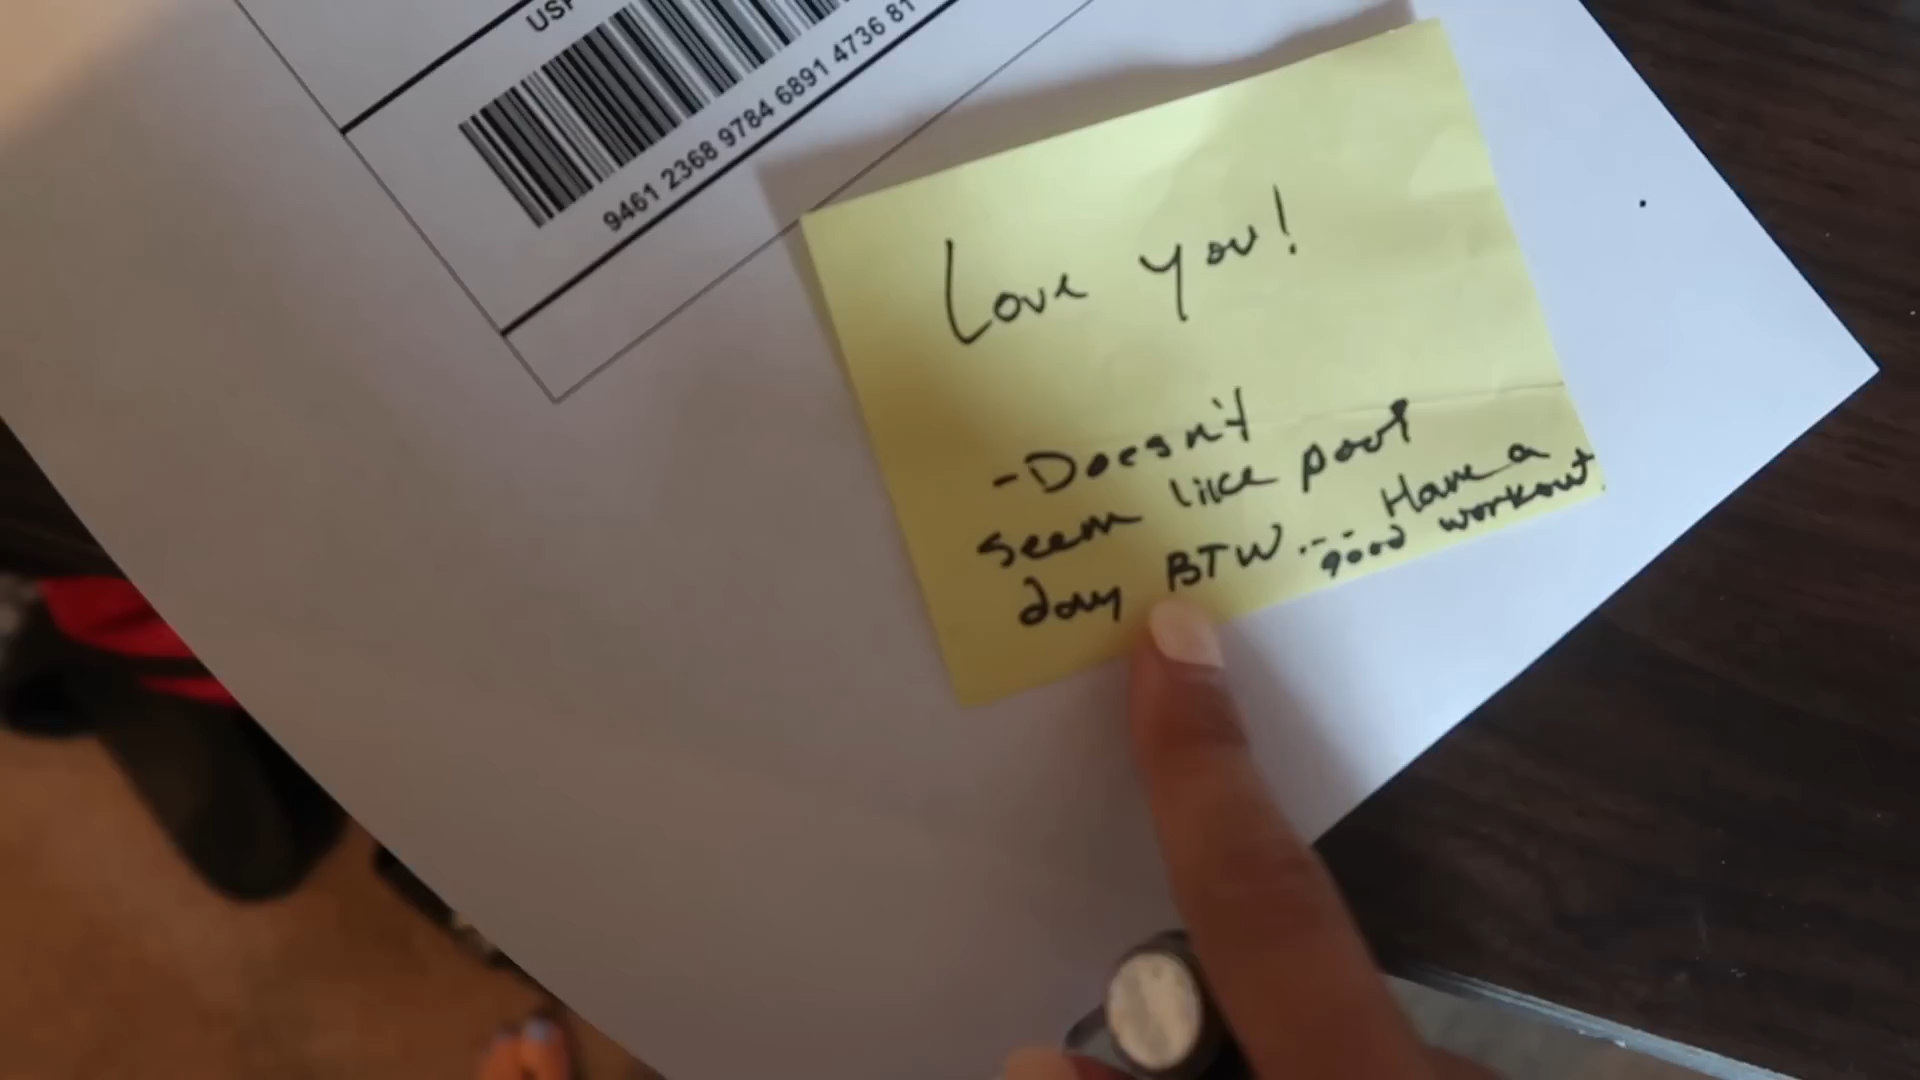 USP
9461 2368 9784 6891 4736 81
Love you!
-Doesn't
seem like pool
day BTW... Have a
good workout.